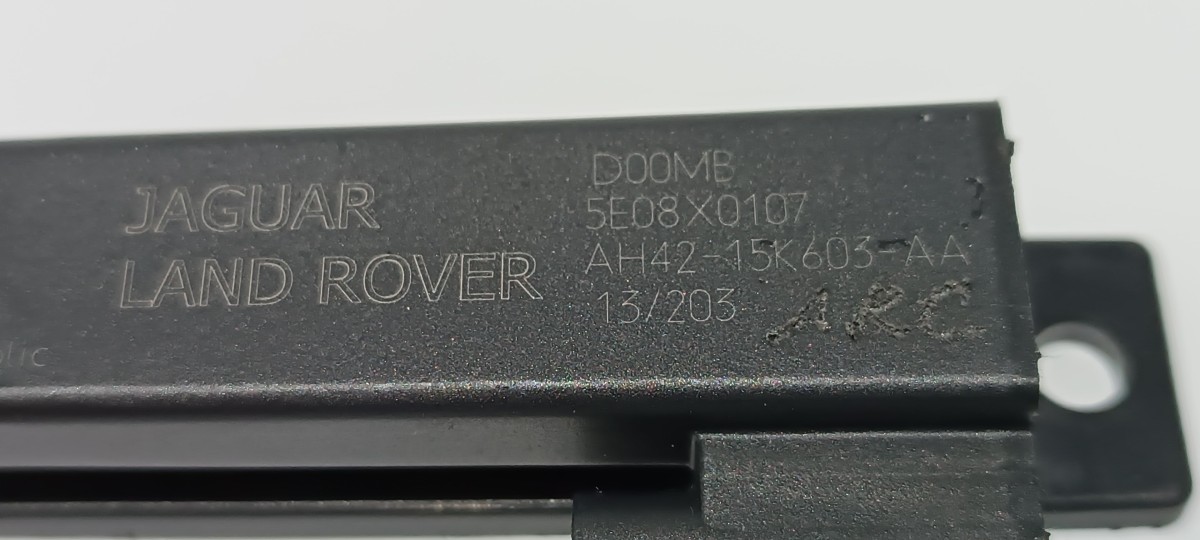 JAGUAR
LAND ROVER
D00MB
5E08X0107
AH42-15K603-AA
13/203
ARC